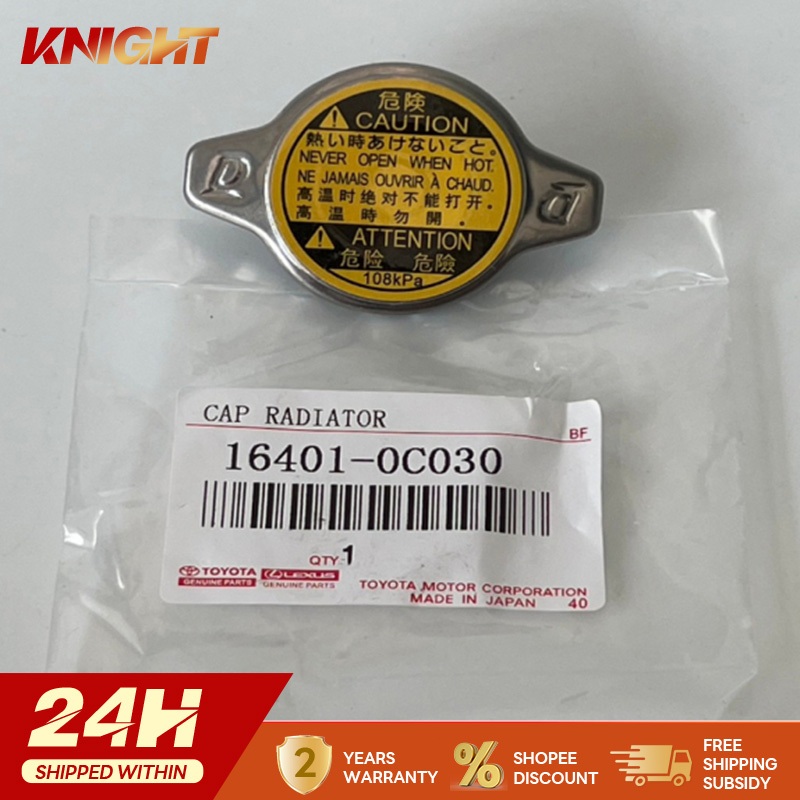 KNIGHT
危険
CAUTION
熱い時あけないこと。
NEVER OPEN WHEN HOT.
NE JAMAIS OUVRIR À CHAUD.
高温时绝对不能打开。
高温時勿開。
ATTENTION
危险 危險
108kPa
CAP RADIATOR
BF
16401-0C030
QTY. 1
TOYOTA
GENUINE PARTS
LEXUS
GENUINE PARTS
TOYOTA MOTOR CORPORATION
MADE IN JAPAN 40
24H
SHIPPED WITHIN
2 YEARS
WARRANTY
% SHOPEE
DISCOUNT
FREE
SHIPPING
SUBSIDY